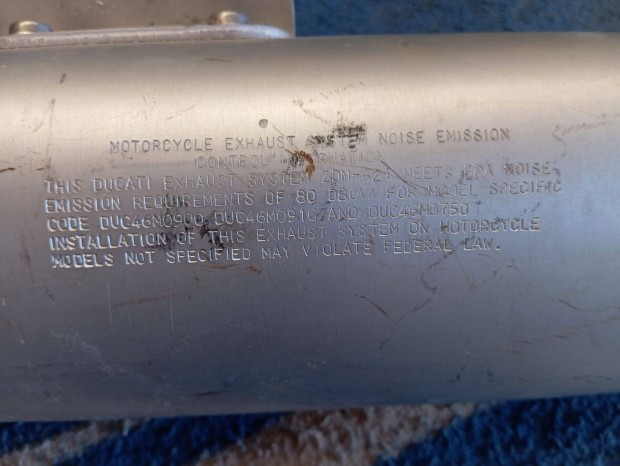 MOTORCYCLE EXHAUST SYSTEM NOISE EMISSION
CONTROL INFORMATION
THIS DUCATI EXHAUST SYSTEM MEETS EPA NOISE
EMISSION REQUIREMENTS OF 80 DBCA) FOR MODEL SPECIFIC
CODE DUC46M0900, DUC46M0916, AND DUC46M0750
INSTALLATION OF THIS EXHAUST SYSTEM ON MOTORCYCLE
MODELS NOT SPECIFIED MAY VIOLATE FEDERAL LAW.